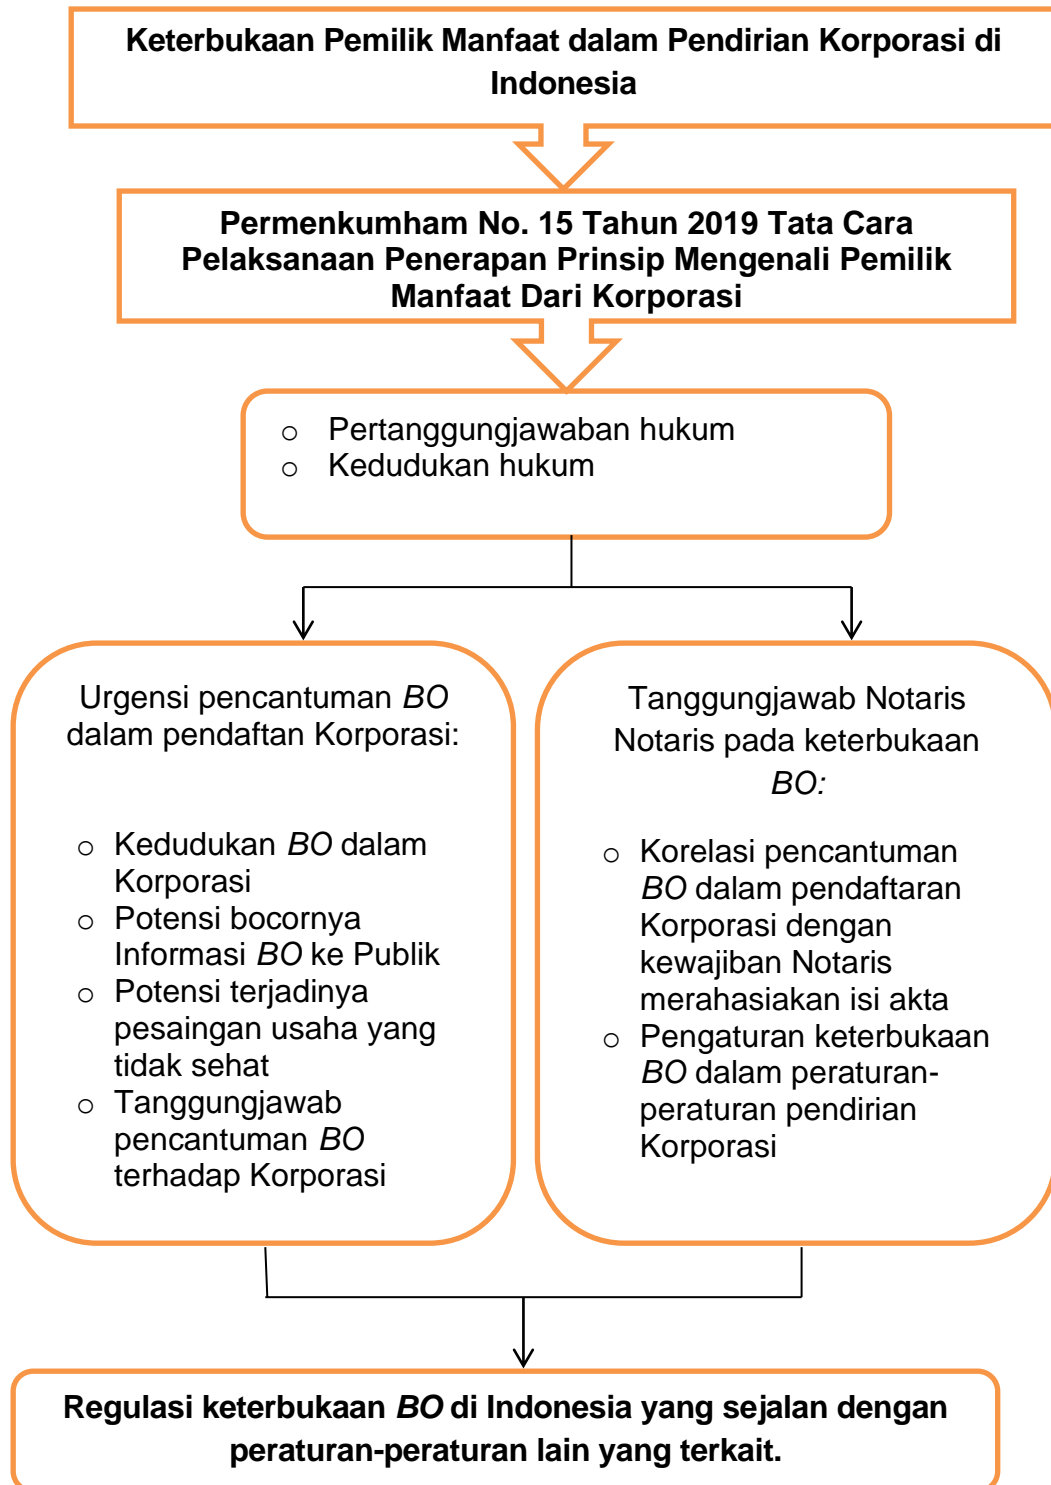 Keterbukaan Pemilik Manfaat dalam Pendirian Korporasi di
Indonesia
Permenkumham No. 15 Tahun 2019 Tata Cara
Pelaksanaan Penerapan Prinsip Mengenali Pemilik
Manfaat Dari Korporasi
o Pertanggungjawaban hukum
o Kedudukan hukum
Urgensi pencantuman BO
dalam pendaftan Korporasi:
o Kedudukan BO dalam
Korporasi
o Potensi bocornya
Informasi BO ke Publik
o Potensi terjadinya
pesaingan usaha yang
tidak sehat
o Tanggungjawab
pencantuman BO
terhadap Korporasi
Tanggungjawab Notaris
Notaris pada keterbukaan
BO:
o Korelasi pencantuman
BO dalam pendaftaran
Korporasi dengan
kewajiban Notaris
merahasiakan isi akta
o Pengaturan keterbukaan
BO dalam peraturan-
peraturan pendirian
Korporasi
Regulasi keterbukaan BO di Indonesia yang sejalan dengan
peraturan-peraturan lain yang terkait.